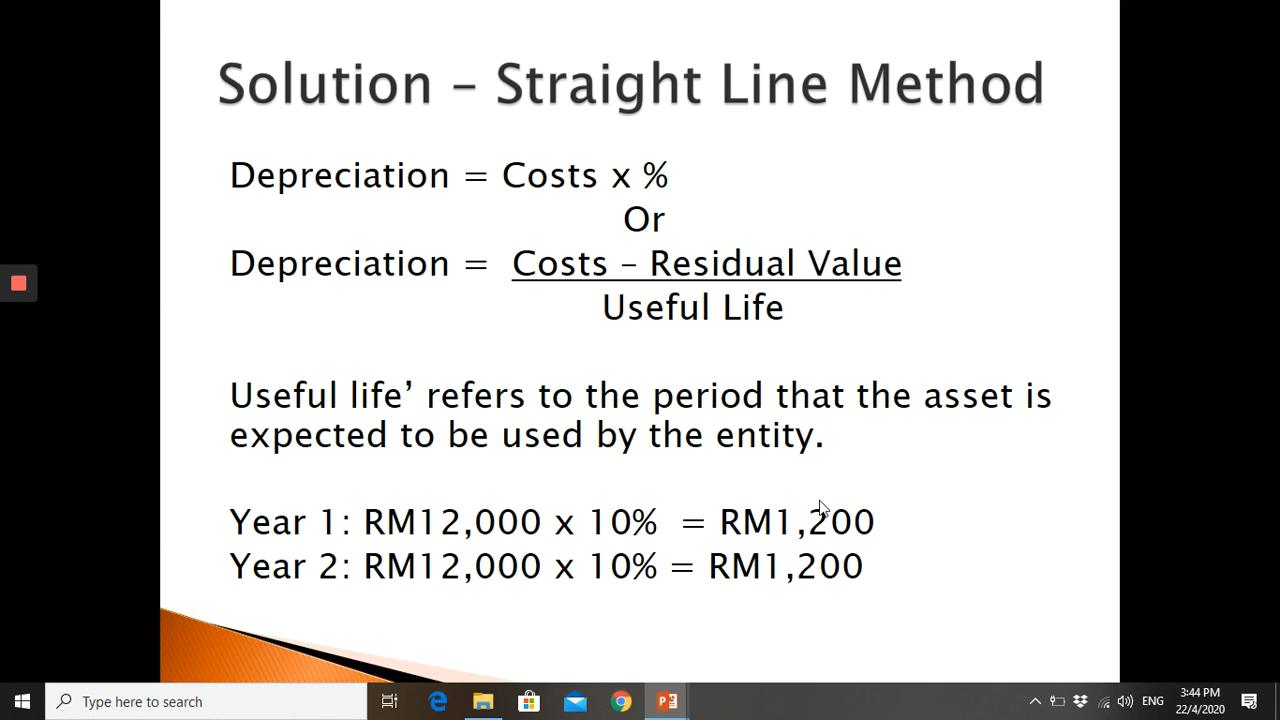 Solution – Straight Line Method
Depreciation = Costs x %
Or
Depreciation = Costs – Residual Value
Useful Life
Useful life’ refers to the period that the asset is
expected to be used by the entity.
Year 1: RM12,000 x 10% = RM1,200
Year 2: RM12,000 x 10% = RM1,200
Type here to search
ENG
3:44 PM
22/4/2020